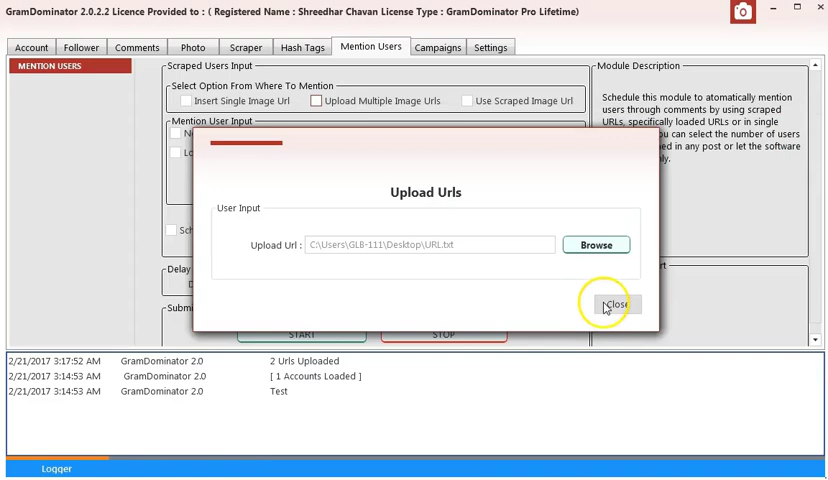 GramDominator 2.0.2.2 Licence Provided to : ( Registered Name : Shreedhar Chavan License Type : GramDominator Pro Lifetime)
Account Follower Comments Photo Scraper Hash Tags Mention Users Campaigns Settings
MENTION USERS
Scraped Users Input
Select Option From Where To Mention
Insert Single Image Url Upload Multiple Image Urls Use Scraped Image Url
Mention User Input
Module Description
Schedule this module to atomatically mention
users through comments by using scraped
URLs, specifically loaded URLs or in single
can select the number of users
in any post or let the software
Upload Urls
User Input
Upload Url : C:\Users\GLB-111\Desktop\URL.txt Browse
Close
Delay
START STOP
2/21/2017 3:17:52 AM GramDominator 2.0 2 Urls Uploaded
2/21/2017 3:14:53 AM GramDominator 2.0 [ 1 Accounts Loaded ]
2/21/2017 3:14:53 AM GramDominator 2.0 Test
Logger